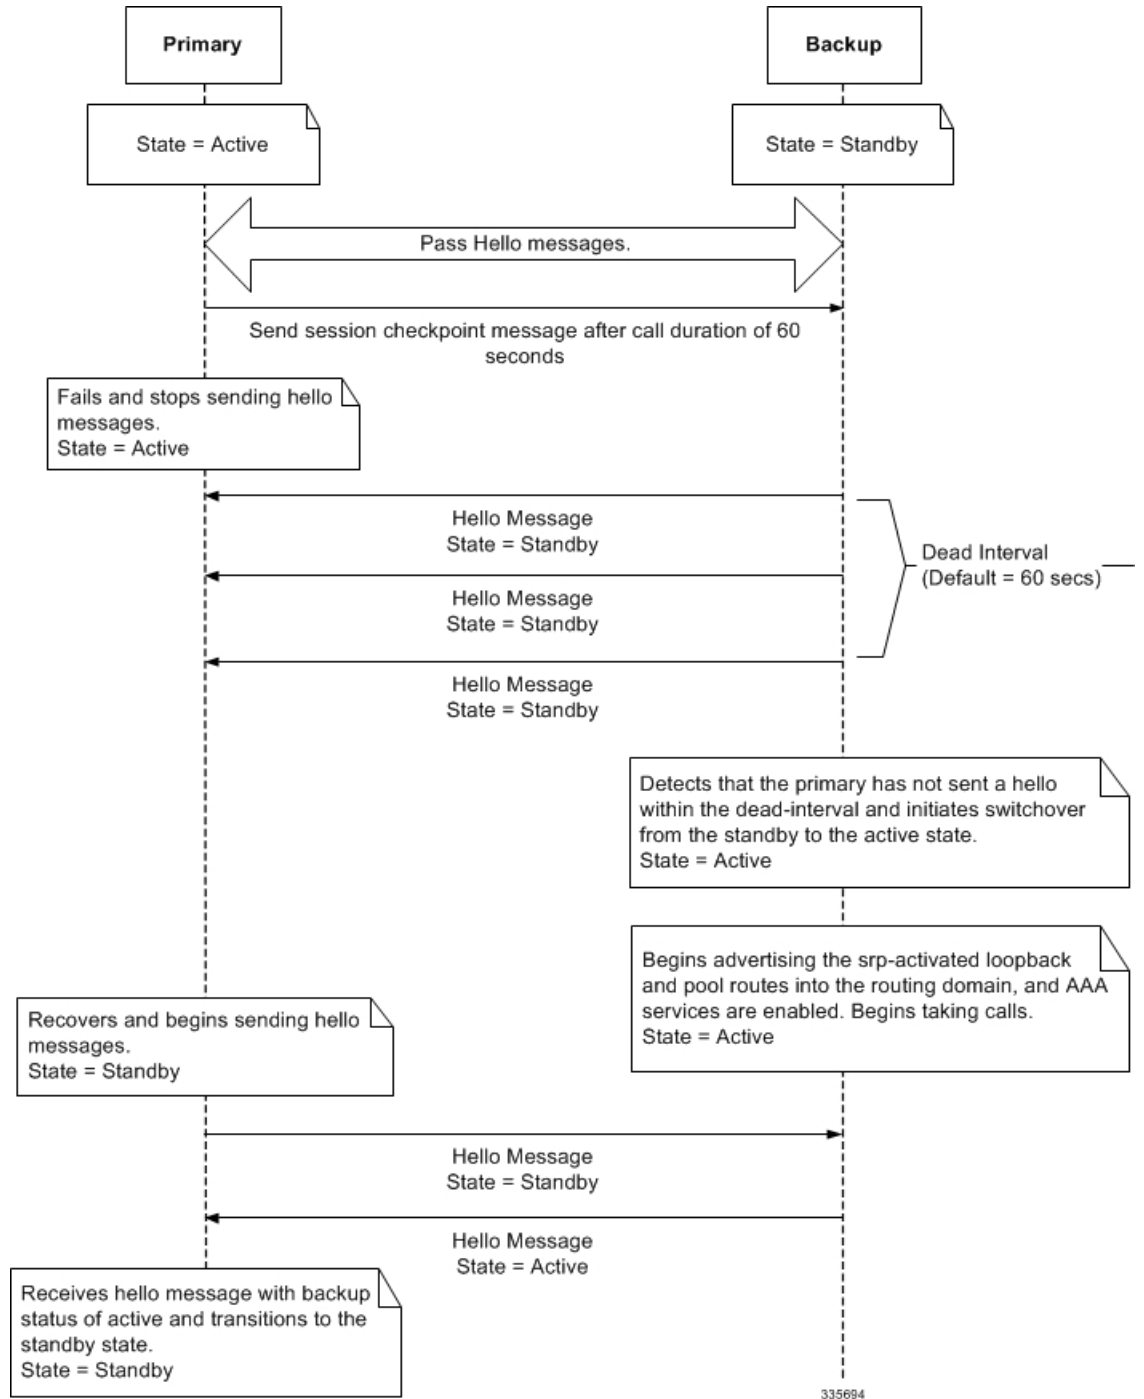 Primary
Backup
State = Active
State = Standby
Pass Hello messages.
Send session checkpoint message after call duration of 60
seconds
Fails and stops sending hello
messages.
State = Active
Hello Message
State = Standby
Dead Interval
(Default = 60 secs)
Hello Message
State = Standby
Hello Message
State = Standby
Detects that the primary has not sent a hello
within the dead-interval and initiates switchover
from the standby to the active state.
State = Active
Begins advertising the srp-activated loopback
and pool routes into the routing domain, and AAA
services are enabled. Begins taking calls.
State = Active
Recovers and begins sending hello
messages.
State = Standby
Hello Message
State = Standby
Hello Message
State = Active
Receives hello message with backup
status of active and transitions to the
standby state.
State = Standby
335694